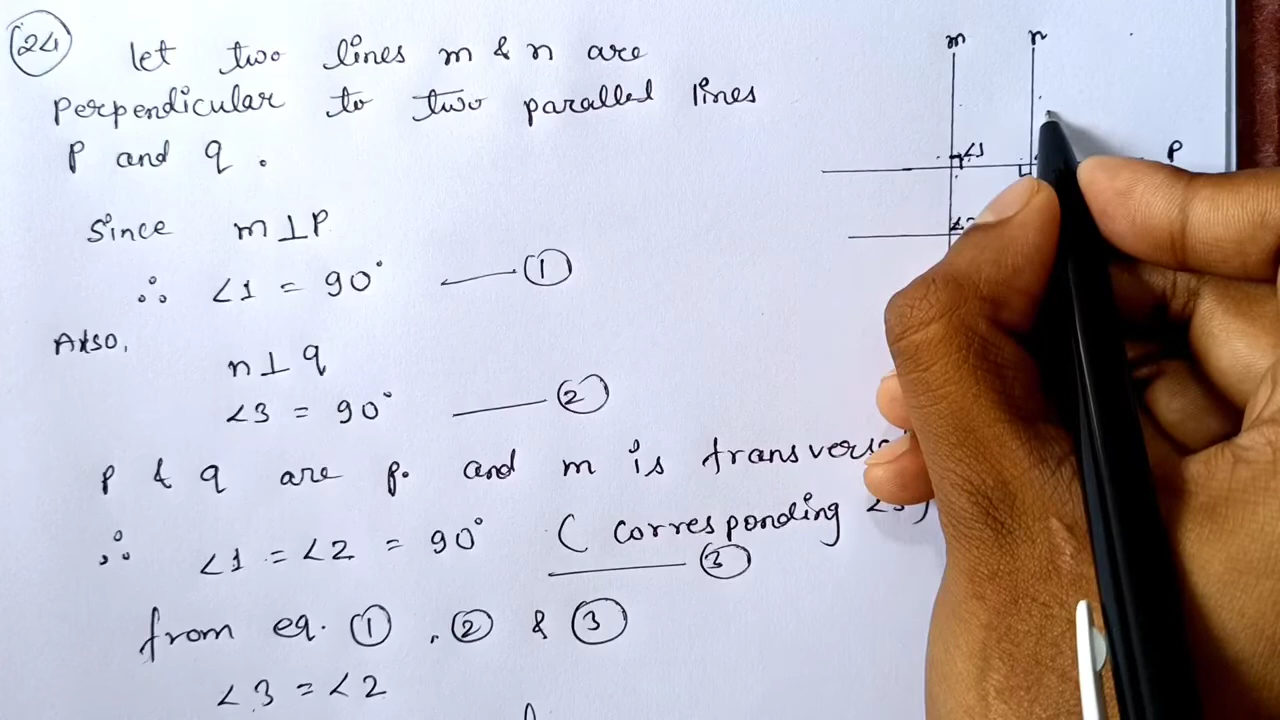 (24) let two lines m & n are
perpendicular to two parallel lines
p and q.
Since m⊥P
∴ ∠1 = 90° — ①
Also,
n⊥q
∠3 = 90° — ②
P & q are p. and m is
∴ ∠1 = ∠2 = 90° (corresponding
— ③
from eq. ①, ② & ③
∠3 = ∠2
m n
∠1 P